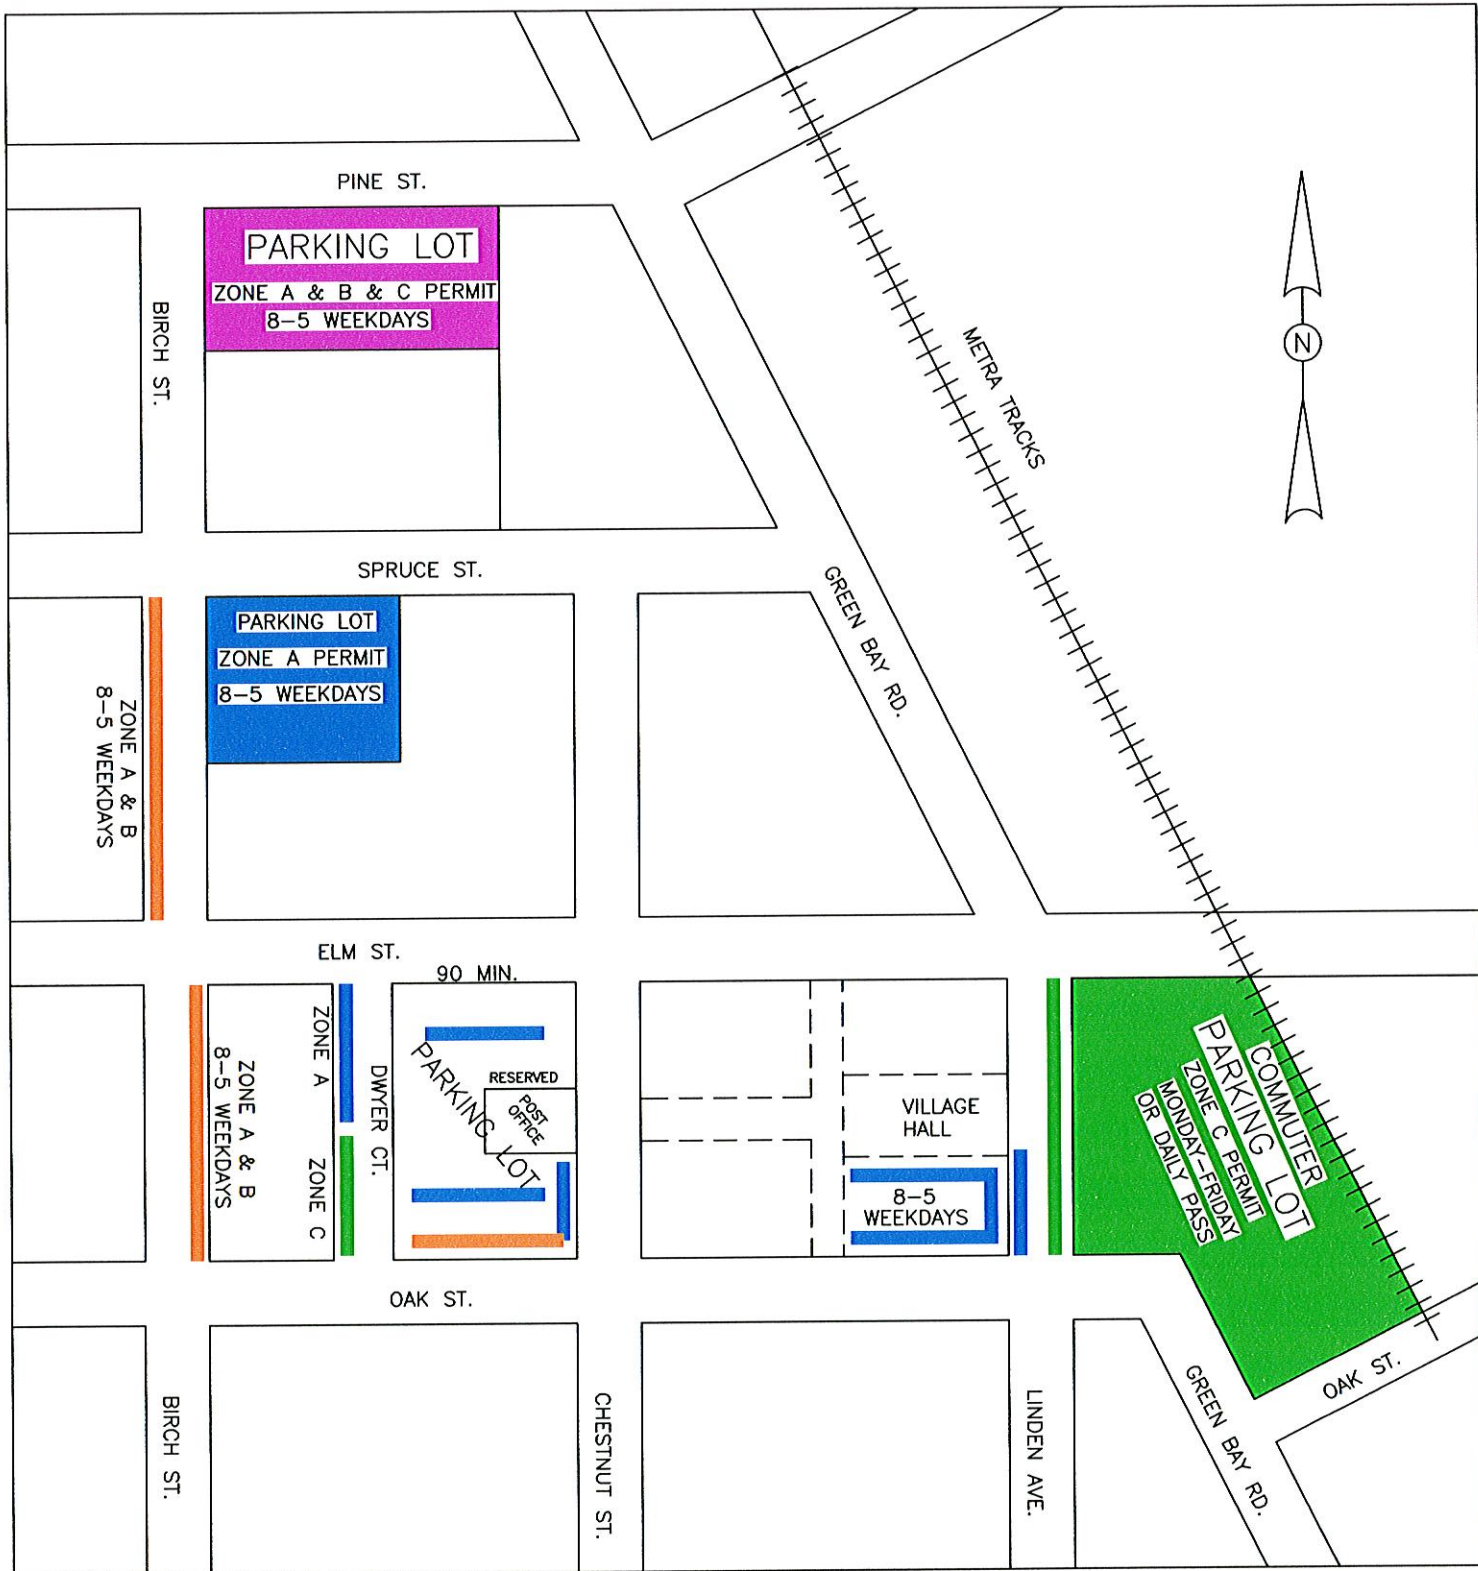 PINE ST.
PARKING LOT
ZONE A & B & C PERMIT
8-5 WEEKDAYS
BIRCH ST.
METRA TRACKS
N
SPRUCE ST.
GREEN BAY RD.
PARKING LOT
ZONE A PERMIT
8-5 WEEKDAYS
ZONE A & B
8-5 WEEKDAYS
ELM ST.
90 MIN.
ZONE A
ZONE C
ZONE A & B
8-5 WEEKDAYS
DWYER CT.
PARKING LOT
RESERVED
POST
OFFICE
VILLAGE
HALL
8-5
WEEKDAYS
COMMUTER
PARKING LOT
ZONE C PERMIT
MONDAY-FRIDAY
OR DAILY PASS
OAK ST.
OAK ST.
BIRCH ST.
CHESTNUT ST.
LINDEN AVE.
GREEN BAY RD.